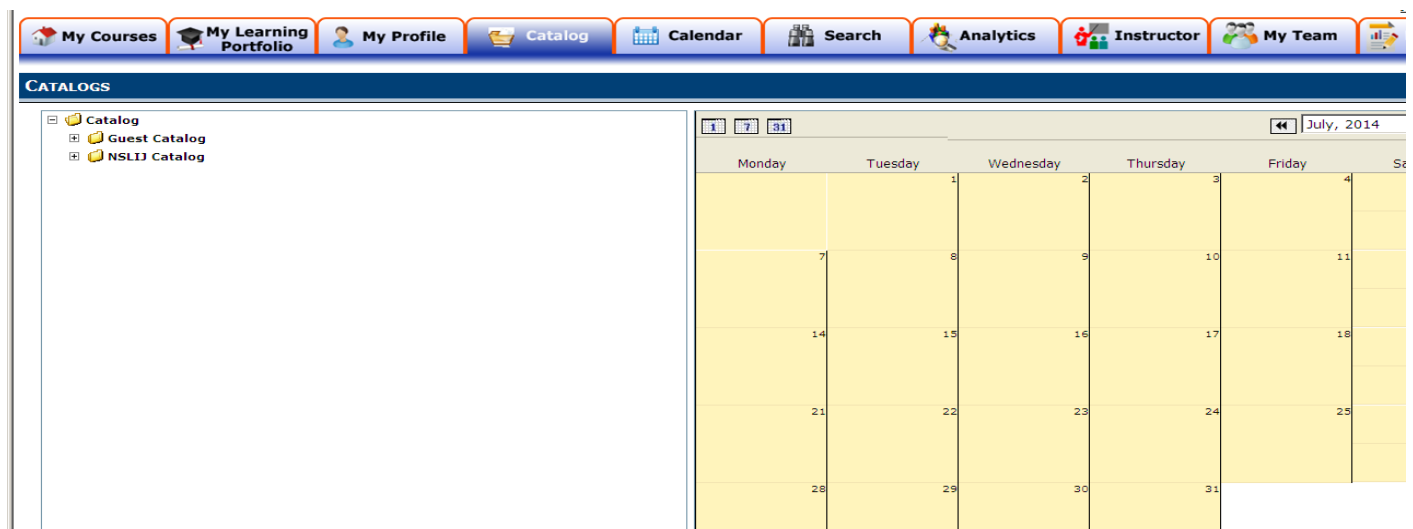 My Courses
My Learning
Portfolio
My Profile
Catalog
Calendar
Search
Analytics
Instructor
My Team
CATALOGS
Catalog
Guest Catalog
NSLIJ Catalog
1 7 31
July, 2014
Monday Tuesday Wednesday Thursday Friday Sa
1 2 3 4
7 8 9 10 11
14 15 16 17 18
21 22 23 24 25
28 29 30 31